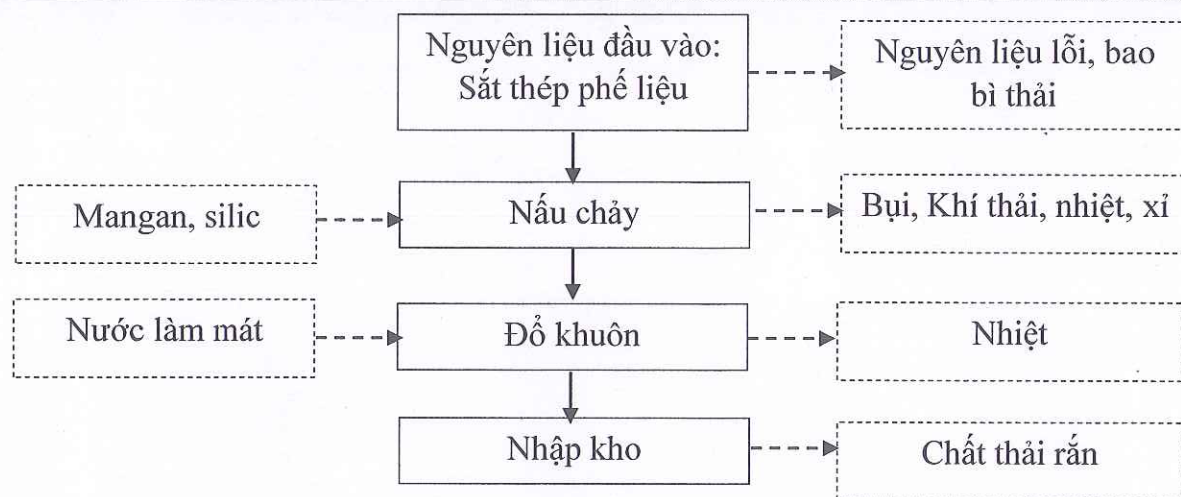 Nguyên liệu đầu vào:
Sắt thép phế liệu
Nguyên liệu lỗi, bao
bì thải
Mangan, silic
Nấu chảy
Bụi, Khí thải, nhiệt, xỉ
Nước làm mát
Đổ khuôn
Nhiệt
Nhập kho
Chất thải rắn